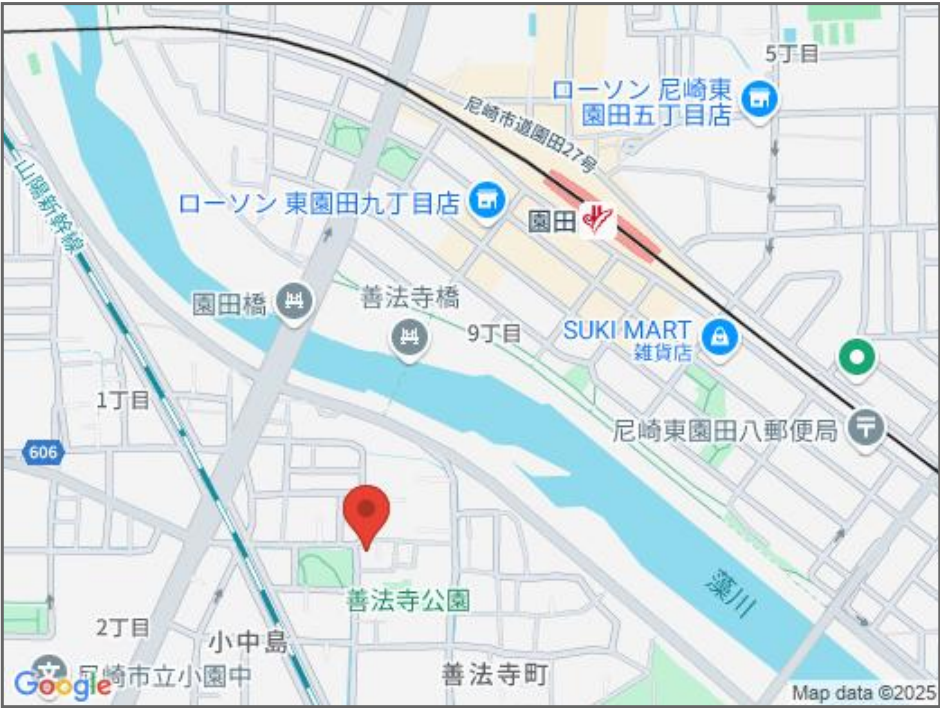 5丁目
ローソン 尼崎東
園田五丁目店
尼崎市道園田27号
山陽新幹線
ローソン 東園田九丁目店
園田
園田橋
善法寺橋
9丁目
SUKI MART
雑貨店
1丁目
尼崎東園田八郵便局
606
善法寺公園
藻川
2丁目
小中島
尼崎市立小園中
善法寺町
Google
Map data ©2025